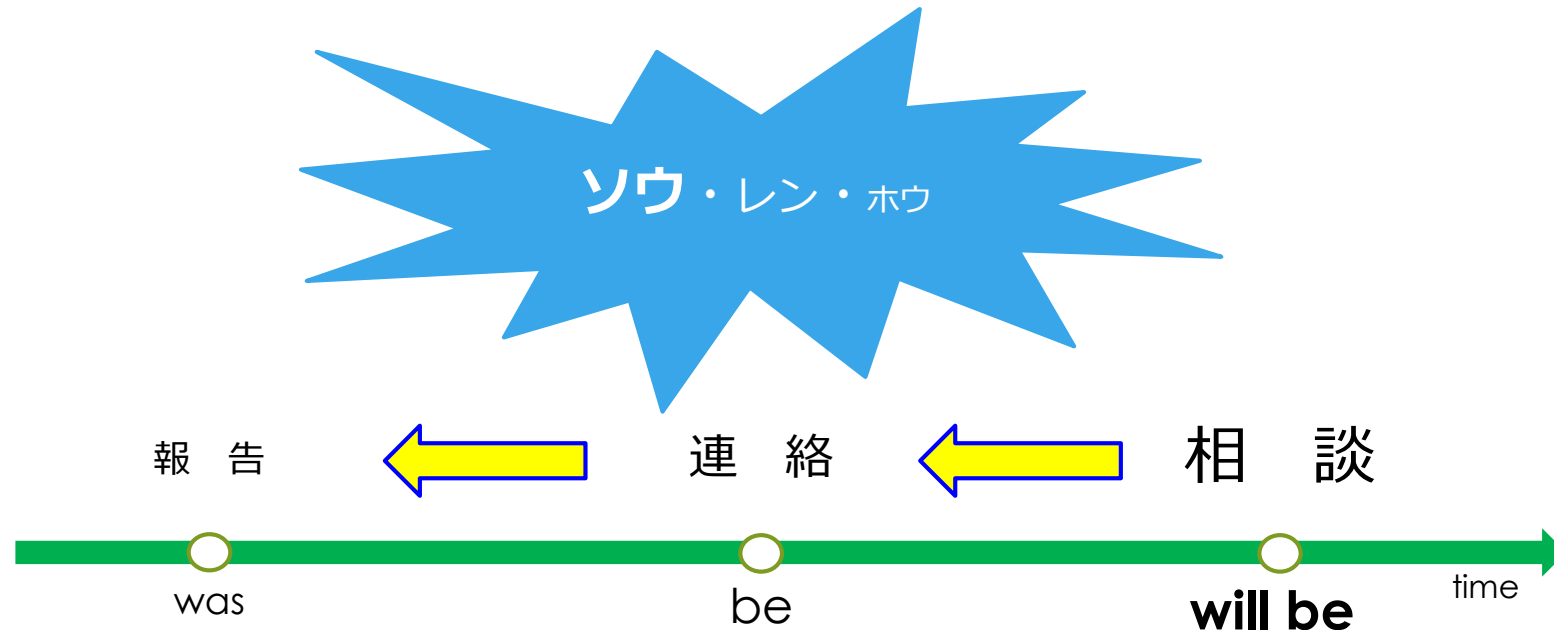 ソウ・レン・ホウ
報　告
連　絡
相　談
was
be
will be
time